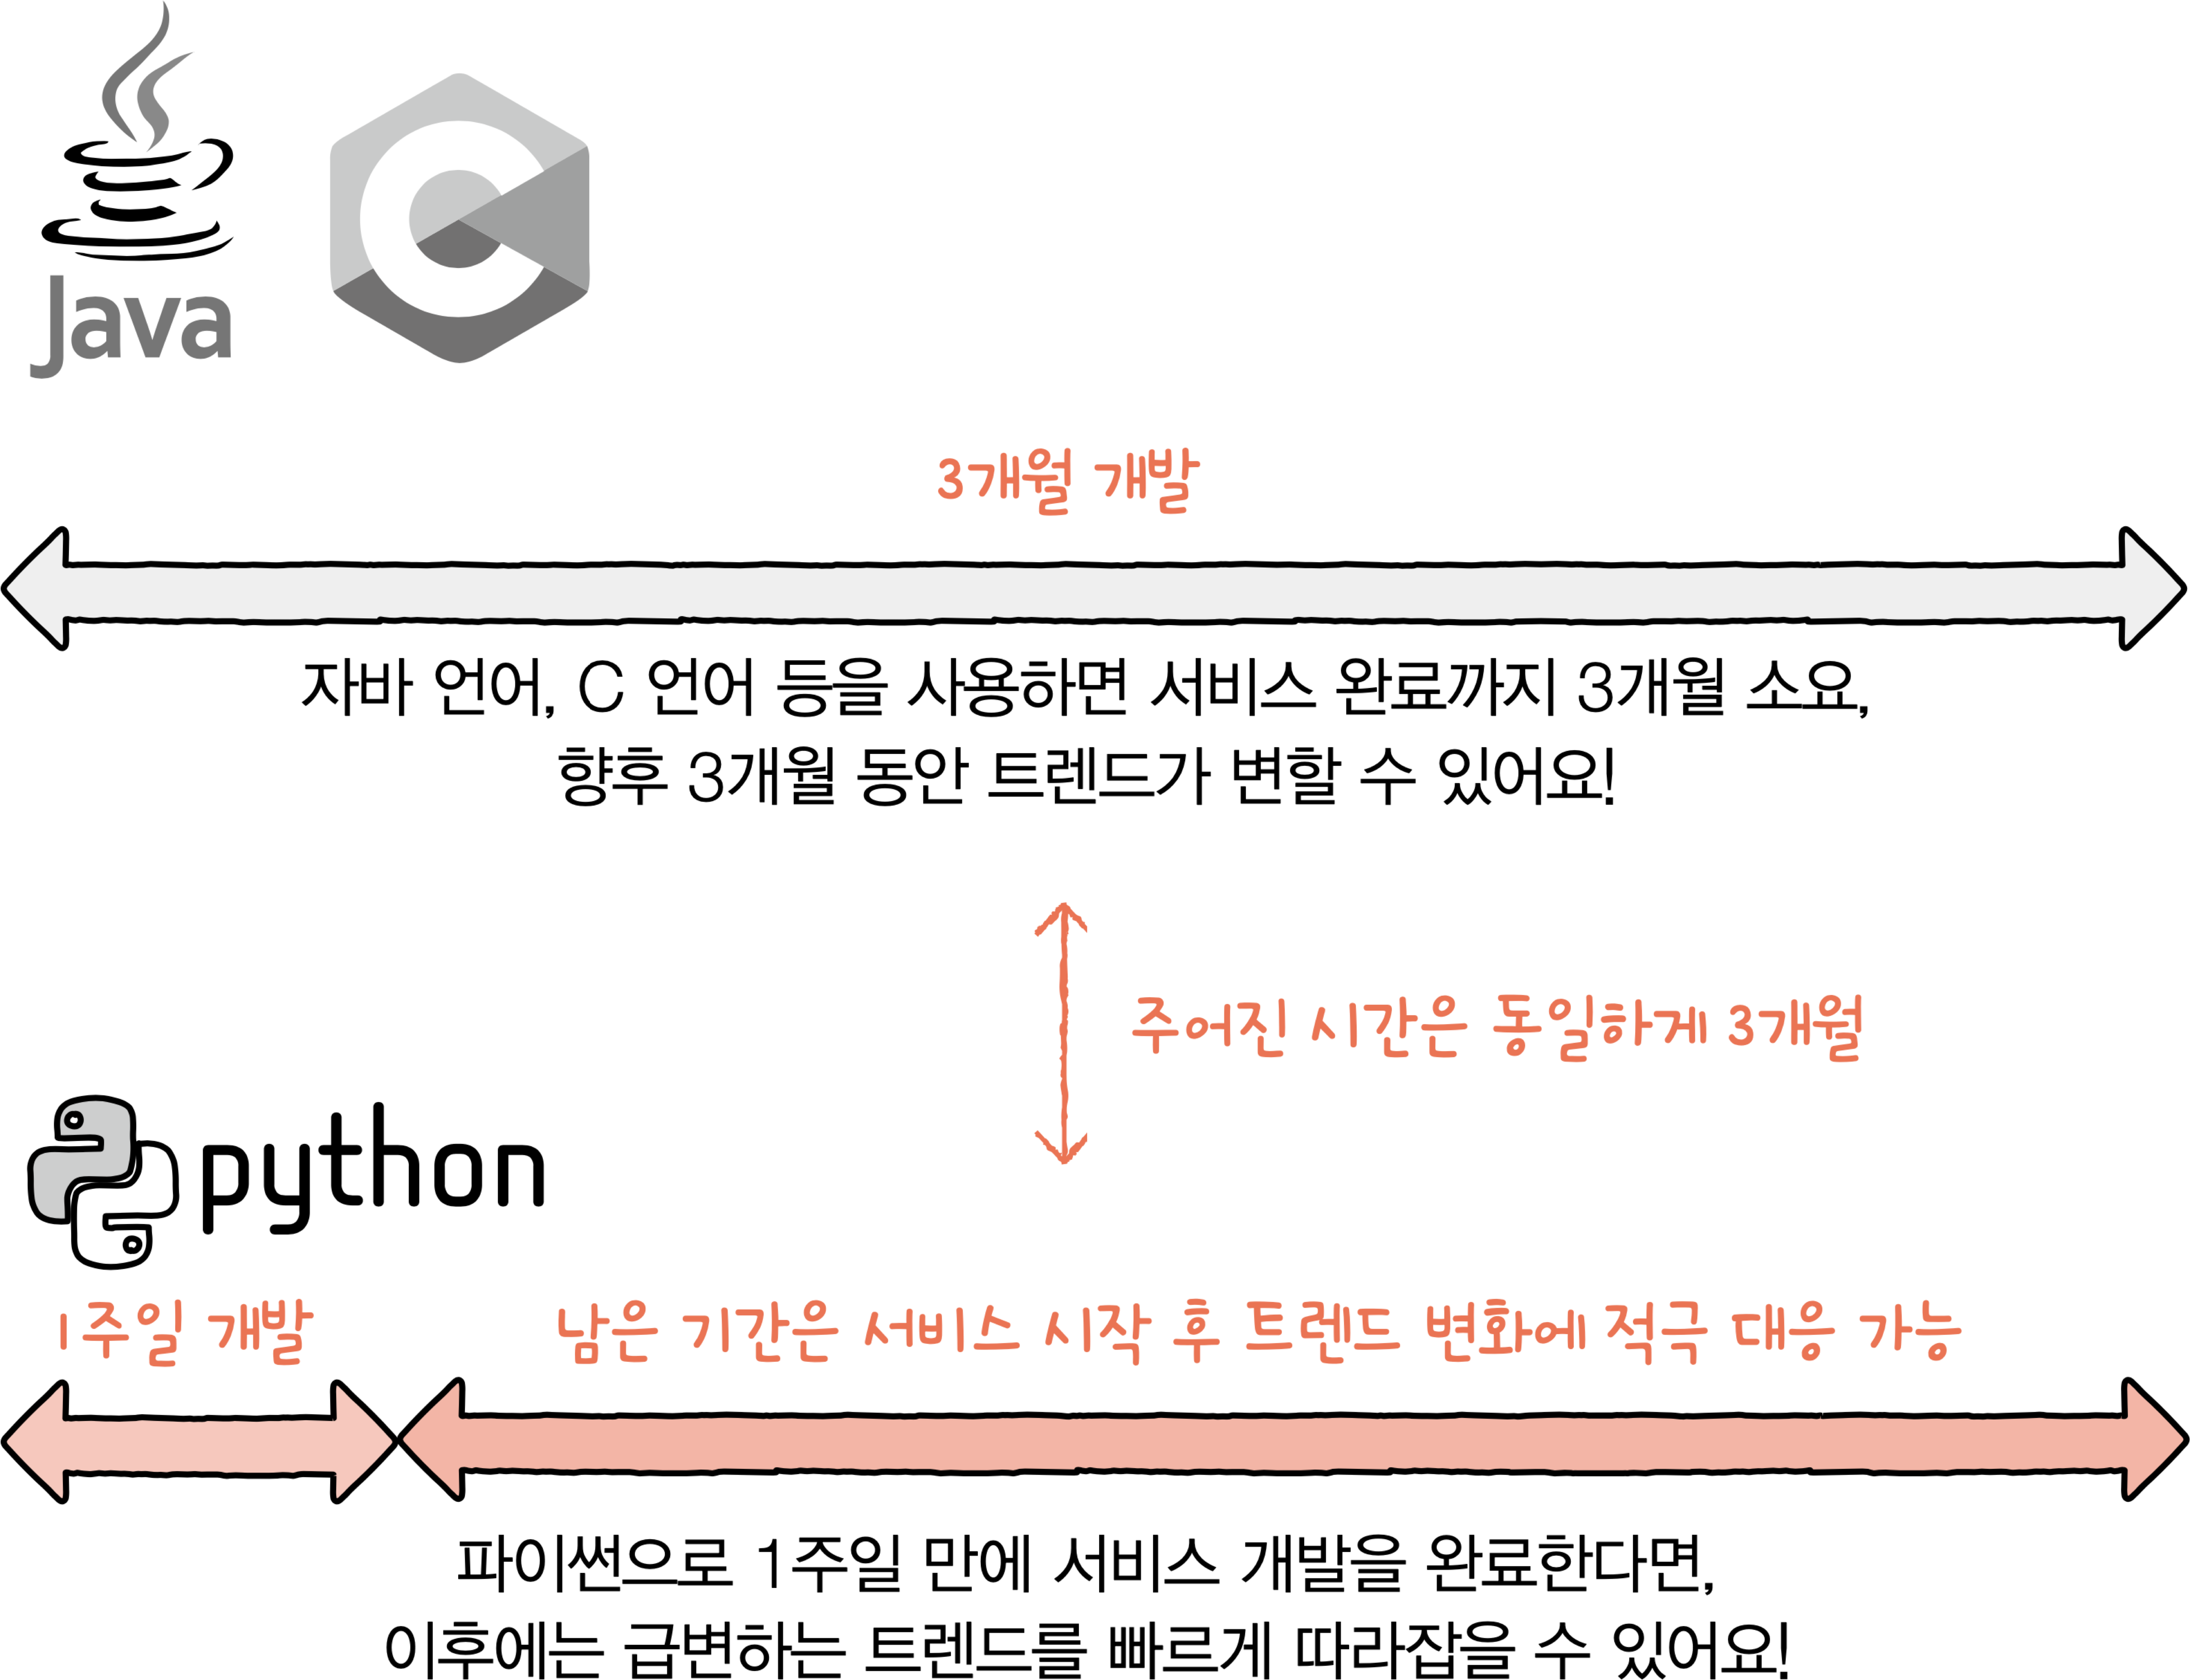 Java
C
3개월 개발
자바 언어, C 언어 등을 사용하면 서비스 완료까지 3개월 소요,
향후 3개월 동안 트렌드가 변할 수 있어요!
주어진 시간은 동일하게 3개월
python
1주일 개발
남은 기간은 서비스 시작 후 트렌드 변화에 적극 대응 가능
파이썬으로 1주일 만에 서비스 개발을 완료한다면,
이후에는 급변하는 트렌드를 빠르게 따라잡을 수 있어요!